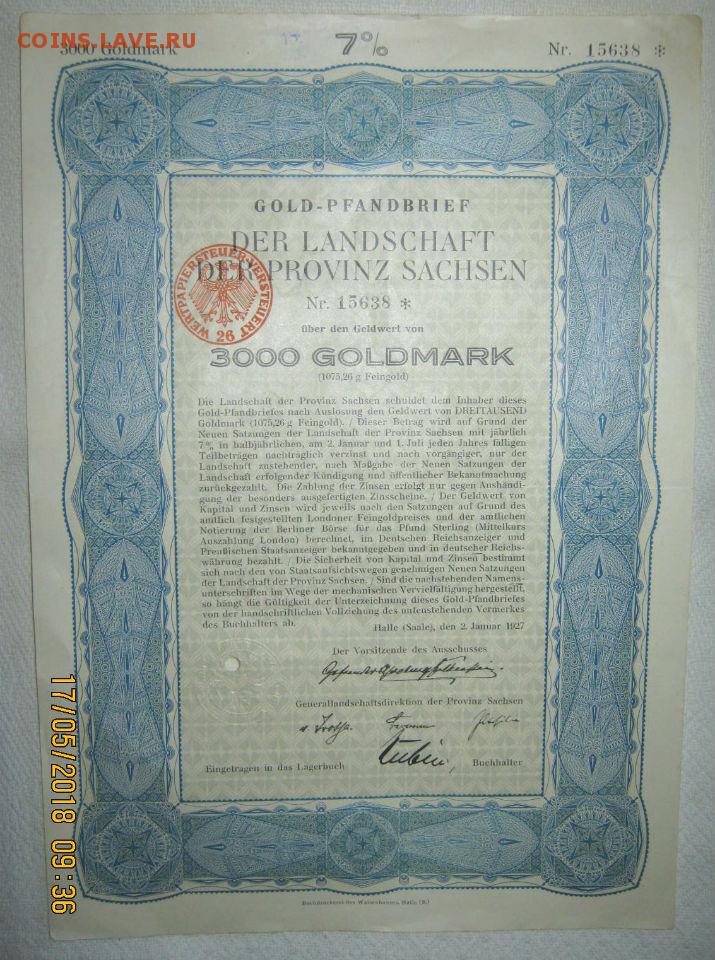 COINS.LAVE.RU
3000 Goldmark
7%
Nr. 15638 *
GOLD-PFANDBRIEF
DER LANDSCHAFT
DER PROVINZ SACHSEN
WERTPAPIERSTEUER VERSTEUERT
26
Nr. 15638 *
über den Geldwert von
3000 GOLDMARK
(1075,26 g Feingold)
Die Landschaft der Provinz Sachsen schuldet dem Inhaber dieses
Gold-Pfandbriefes nach Auslosung den Geldwert von DREITAUSEND
Goldmark (1075,26 g Feingold). / Dieser Betrag wird auf Grund der
Neuen Satzungen der Landschaft der Provinz Sachsen mit jährlich
7%, in halbjährlichen, am 2. Januar und 1. Juli jeden Jahres fälligen
Teilbeträgen nachträglich verzinst und nach vorgängiger, nur der
Landschaft zustehender, nach Maßgabe der Neuen Satzungen der
Landschaft erfolgender Kündigung und öffentlicher Bekanntmachung
zurückgezahlt. Die Zahlung der Zinsen erfolgt nur gegen Aushändi-
gung der besonders ausgefertigten Zinsscheine. / Der Geldwert von
Kapital und Zinsen wird jeweils nach den Satzungen auf Grund des
amtlich festgestellten Londoner Feingoldpreises und der amtlichen
Notierung der Berliner Börse für das Pfund Sterling (Mittelkurs
Auszahlung London) berechnet, im Deutschen Reichsanzeiger und
Preußischen Staatsanzeiger bekanntgegeben und in deutscher Reichs-
währung bezahlt. / Die Sicherheit von Kapital und Zinsen bestimmt
sich nach den von Staatsaufsichtswegen genehmigten Neuen Satzungen
der Landschaft der Provinz Sachsen. / Sind die nachstehenden Namens-
unterschriften im Wege der mechanischen Vervielfältigung hergestellt,
so hängt die Gültigkeit der Unterzeichnung dieses Gold-Pfandbriefes
von der handschriftlichen Vollziehung des untenstehenden Vermerkes
des Buchhalters ab.
Halle (Saale), den 2. Januar 1927
Der Vorsitzende des Ausschusses
Generallandschaftsdirektion der Provinz Sachsen
v. Trotha.
Eingetragen in das Lagerbuch
, Buchhalter
Buchdruckerei des Waisenhauses, Halle (S.)
17/05/2018 09:36